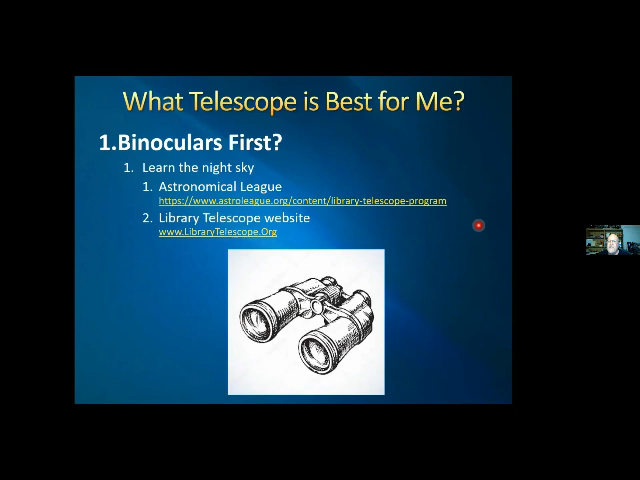 What Telescope is Best for Me?
1.Binoculars First?
1. Learn the night sky
1. Astronomical League
https://www.astroleague.org/content/library-telescope-program
2. Library Telescope website
www.LibraryTelescope.Org